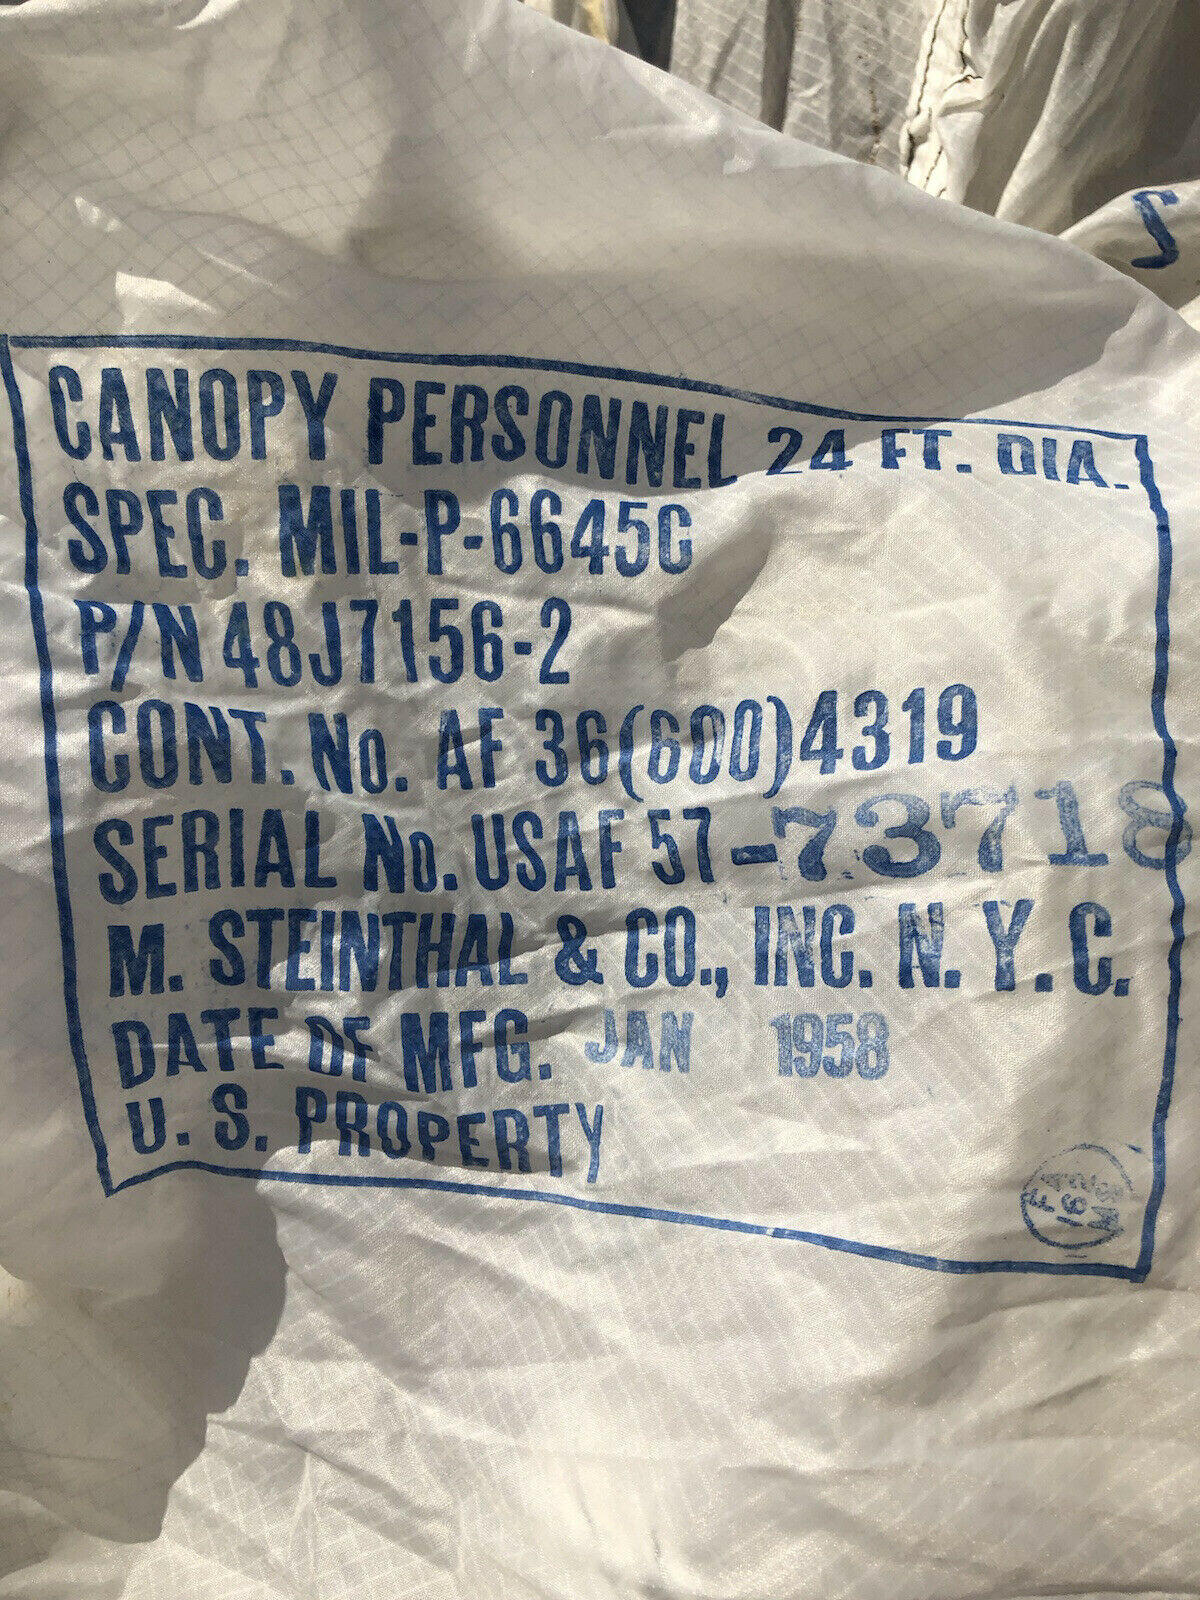 CANOPY PERSONNEL 24 FT. DIA.
SPEC. MIL-P-6645C
P/N 48J7156-2
CONT. No. AF 36(600)4319
SERIAL No. USAF 57-73718
M. STEINTHAL & CO., INC. N.Y.C.
DATE OF MFG. JAN 1958
U. S. PROPERTY